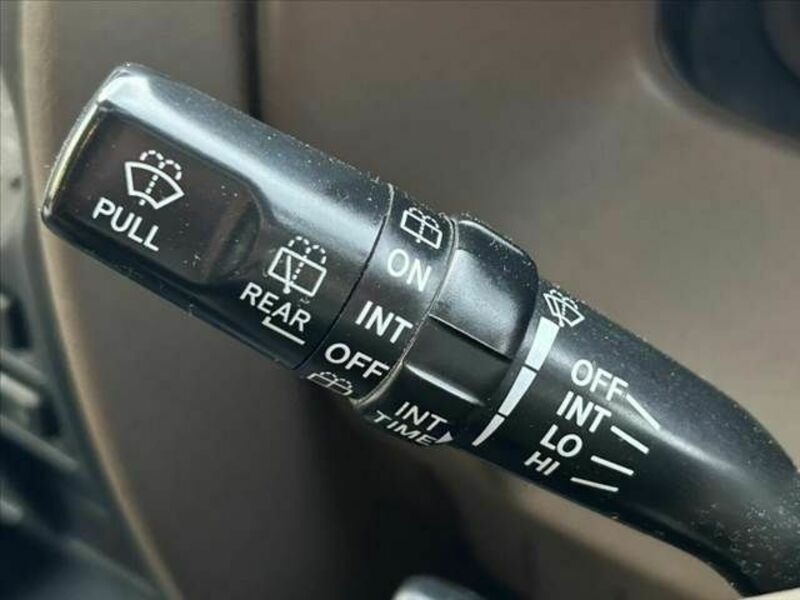 PULL
REAR
ON
INT
OFF
INT
TIME
OFF
INT
LO
HI